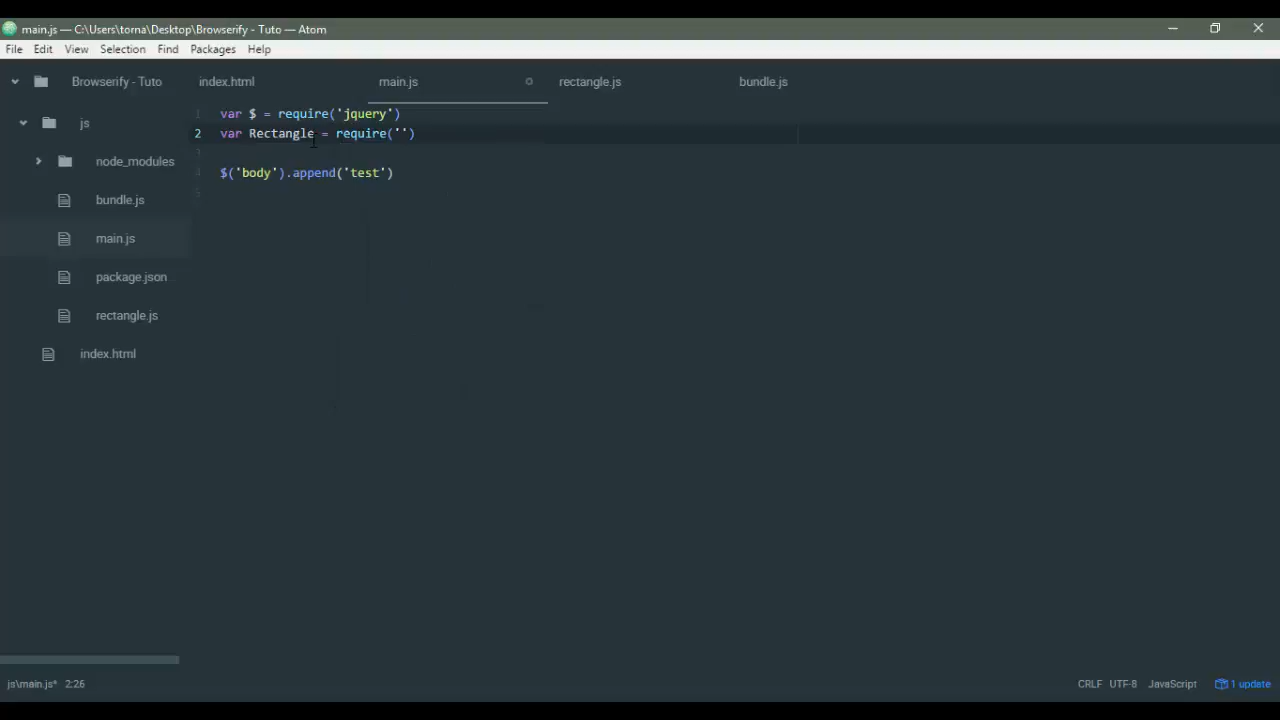 main.js — C:\Users\torna\Desktop\Browserify - Tuto — Atom
File Edit View Selection Find Packages Help
Browserify - Tuto
index.html main.js rectangle.js bundle.js
js
node_modules
bundle.js
main.js
package.json
rectangle.js
index.html
1 var $ = require('jquery')
2 var Rectangle = require('')
3
4 $('body').append('test')
5
js\main.js* 2:26
CRLF UTF-8 JavaScript 1 update